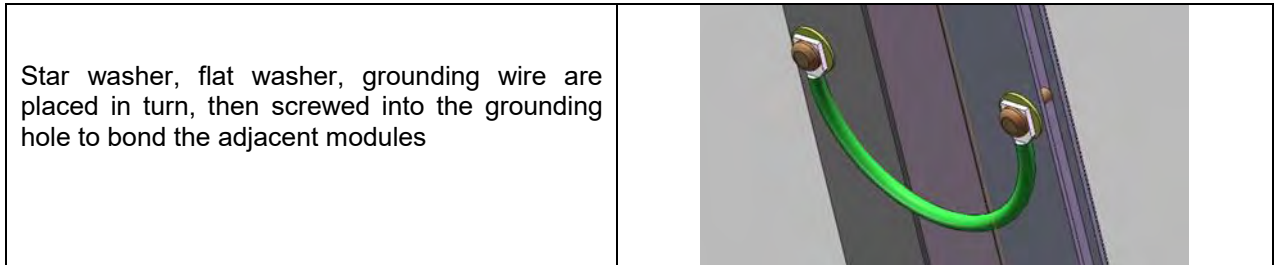 Star washer, flat washer, grounding wire are
placed in turn, then screwed into the grounding
hole to bond the adjacent modules